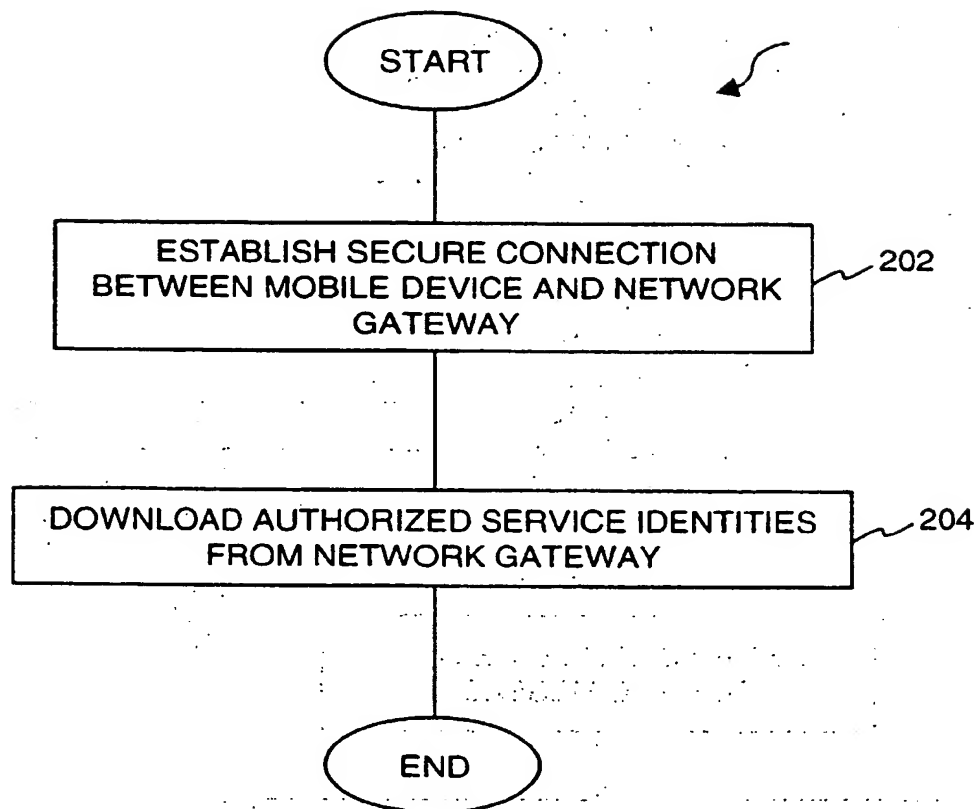 START
ESTABLISH SECURE CONNECTION
BETWEEN MOBILE DEVICE AND NETWORK
GATEWAY
202
DOWNLOAD AUTHORIZED SERVICE IDENTITIES
FROM NETWORK GATEWAY
204
END